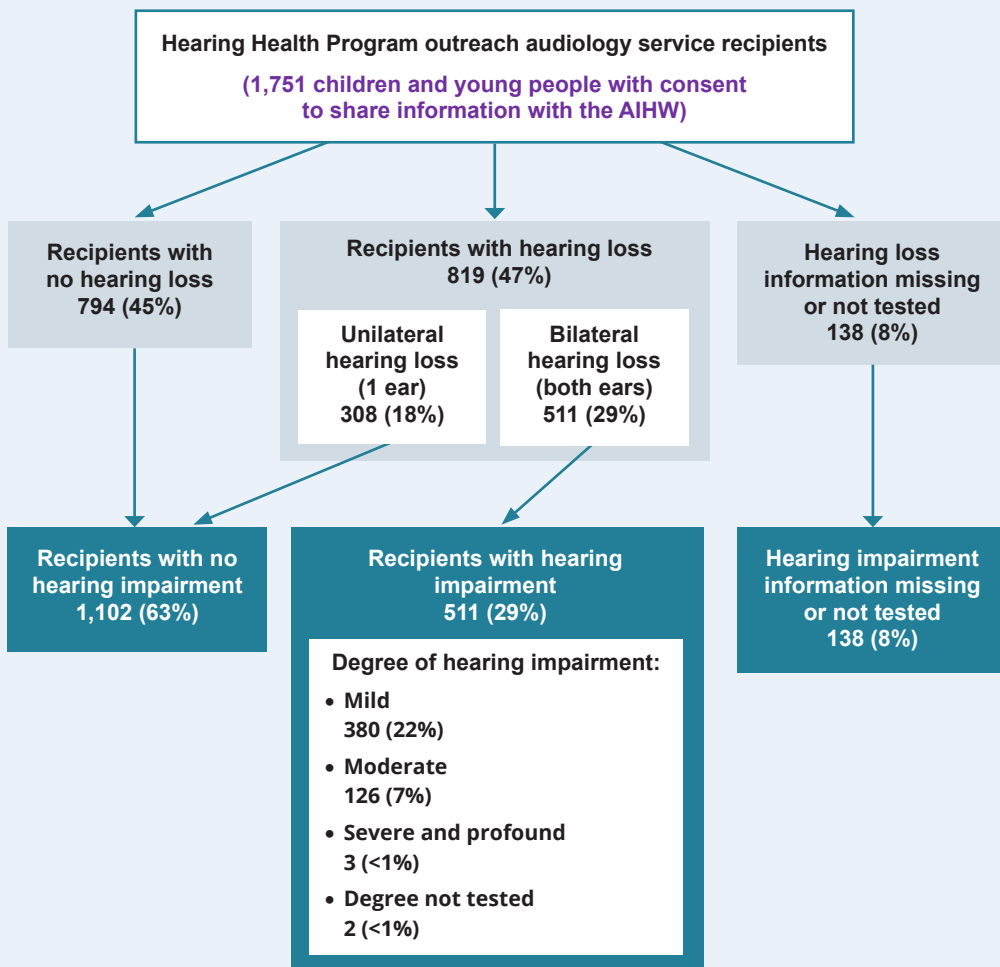 Hearing Health Program outreach audiology service recipients
(1,751 children and young people with consent
to share information with the AIHW)
Recipients with
no hearing loss
794 (45%)
Recipients with hearing loss
819 (47%)
Unilateral
hearing loss
(1 ear)
308 (18%)
Bilateral
hearing loss
(both ears)
511 (29%)
Hearing loss
information missing
or not tested
138 (8%)
Recipients with no
hearing impairment
1,102 (63%)
Recipients with hearing
impairment
511 (29%)
Degree of hearing impairment:
• Mild
380 (22%)
• Moderate
126 (7%)
• Severe and profound
3 (<1%)
• Degree not tested
2 (<1%)
Hearing impairment
information missing
or not tested
138 (8%)